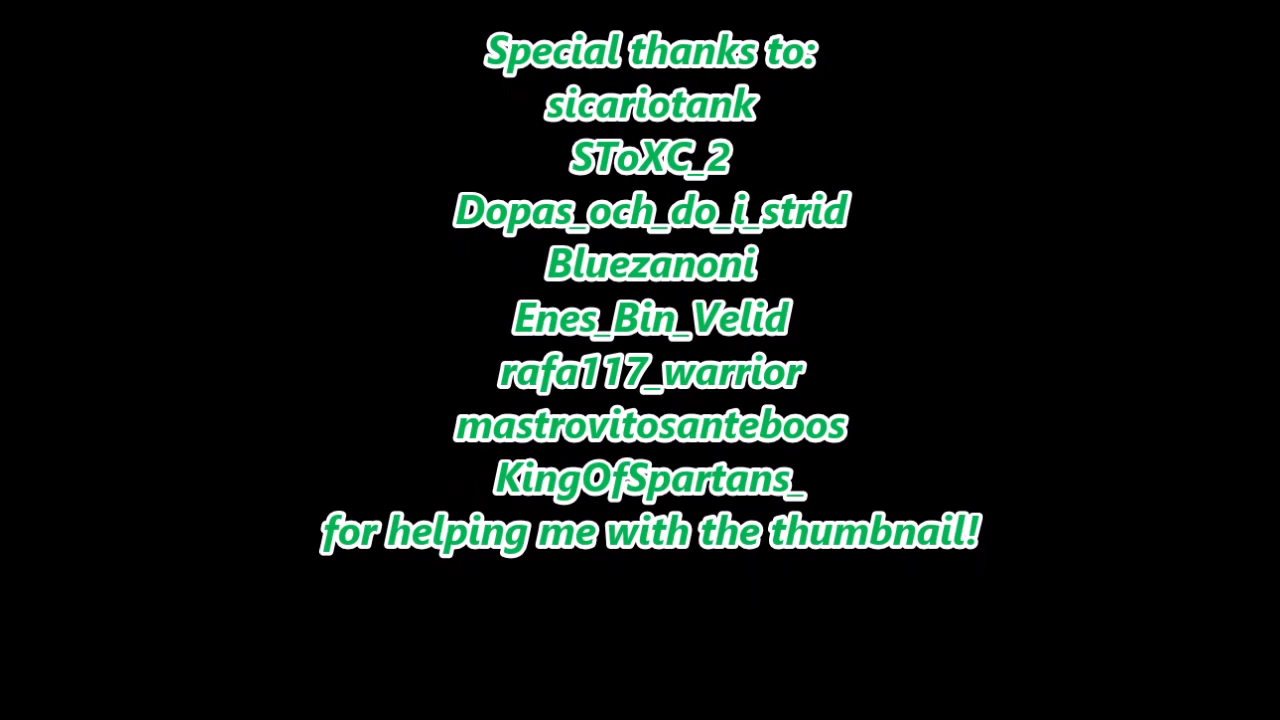 Special thanks to:
sicariotank
SToXC_2
Dopas_och_do_i_strid
Bluezanoni
Enes_Bin_Velid
rafa117_warrior
mastrovitosanteboos
KingOfSpartans_
for helping me with the thumbnail!